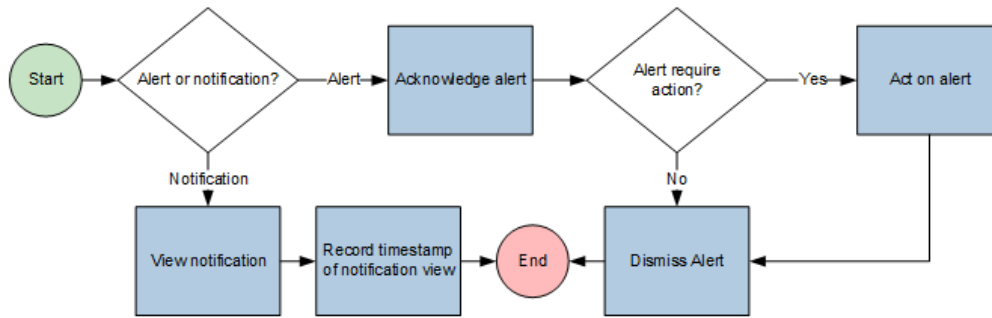 Start
Alert or notification?
Alert
Acknowledge alert
Alert require
action?
Yes
Act on alert
Notification
No
View notification
Record timestamp
of notification view
End
Dismiss Alert